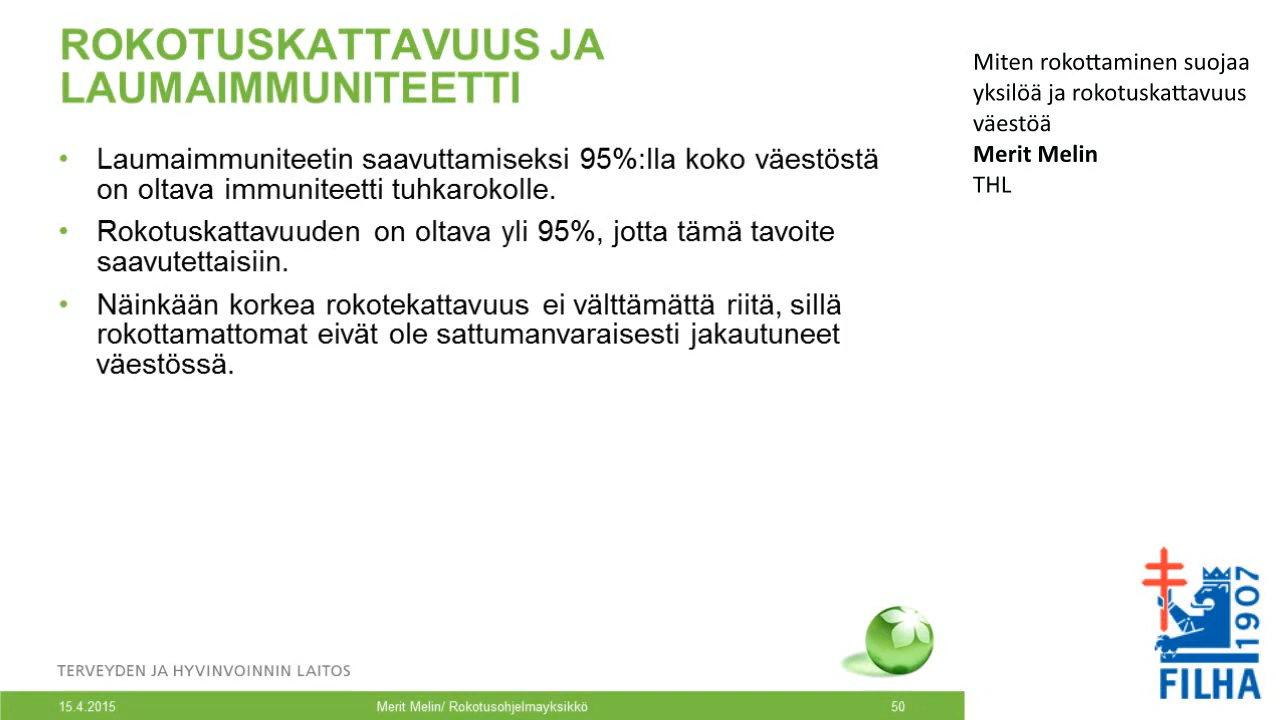 ROKOTUSKATTAVUUS JA
LAUMAIMMUNITEETTI
• Laumaimmuniteetin saavuttamiseksi 95%:lla koko väestöstä
on oltava immuniteetti tuhkarokolle.
• Rokotuskattavuuden on oltava yli 95%, jotta tämä tavoite
saavutettaisiin.
• Näinkään korkea rokotekattavuus ei välttämättä riitä, sillä
rokottamattomat eivät ole sattumanvaraisesti jakautuneet
väestössä.
Miten rokottaminen suojaa
yksilöä ja rokotuskattavuus
väestöä
Merit Melin
THL
1907
FILHA
TERVEYDEN JA HYVINVOINNIN LAITOS
15.4.2015 Merit Melin/ Rokotusohjelmayksikkö 50